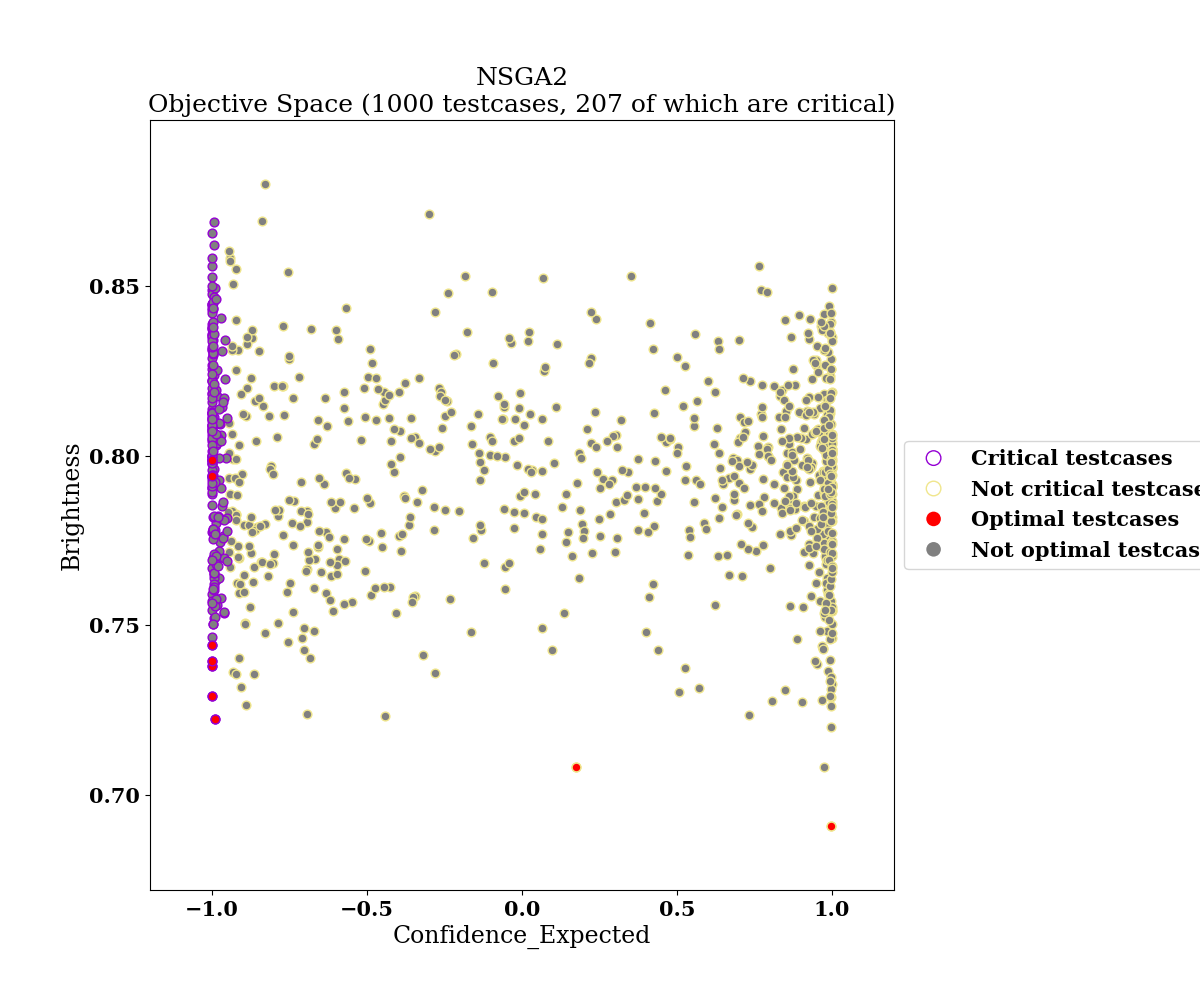 NSGA2
Objective Space (1000 testcases, 207 of which are critical)
0.85
0.80
0.75
0.70
Brightness
−1.0
−0.5
0.0
0.5
1.0
Confidence_Expected
Critical testcases
Not critical testcase
Optimal testcases
Not optimal testcas